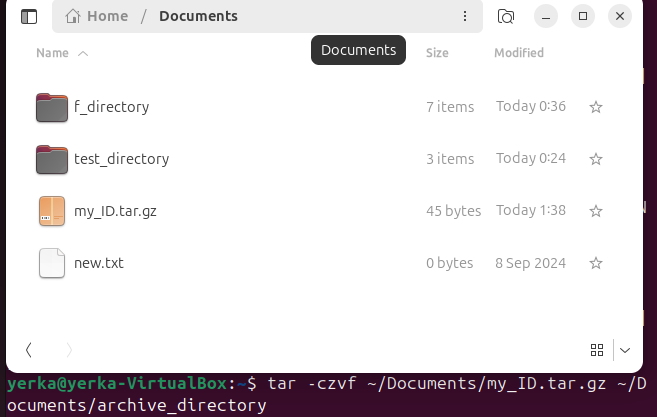 Home / Documents
Documents
Name Size Modified
f_directory 7 items Today 0:36
test_directory 3 items Today 0:24
my_ID.tar.gz 45 bytes Today 1:38
new.txt 0 bytes 8 Sep 2024
yerka@yerka-VirtualBox:~$ tar -czvf ~/Documents/my_ID.tar.gz ~/D
ocuments/archive_directory